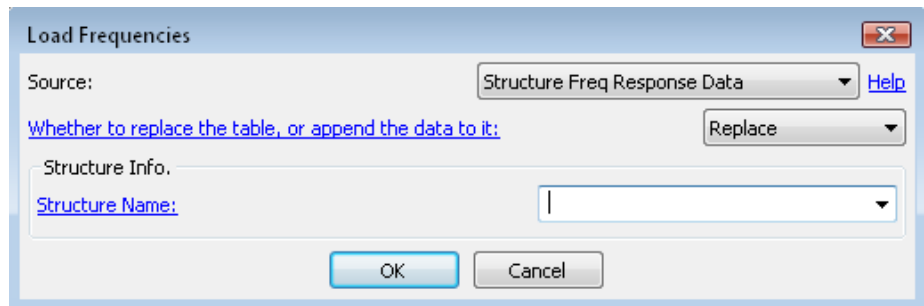 Load Frequencies
Source: Structure Freq Response Data Help
Whether to replace the table, or append the data to it: Replace
Structure Info.
Structure Name:
OK Cancel